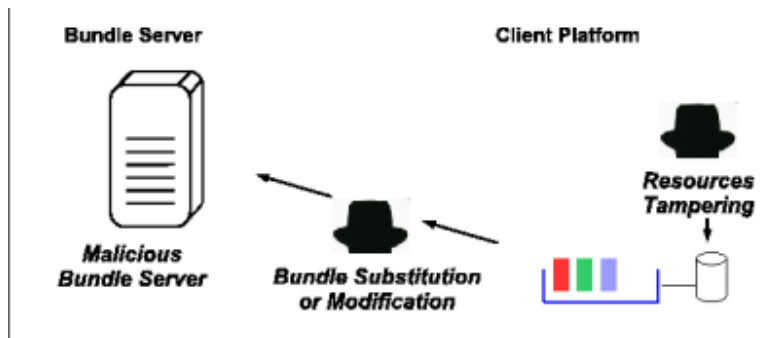 Bundle Server
Client Platform
Resources
Tampering
Malicious
Bundle Server
Bundle Substitution
or Modification